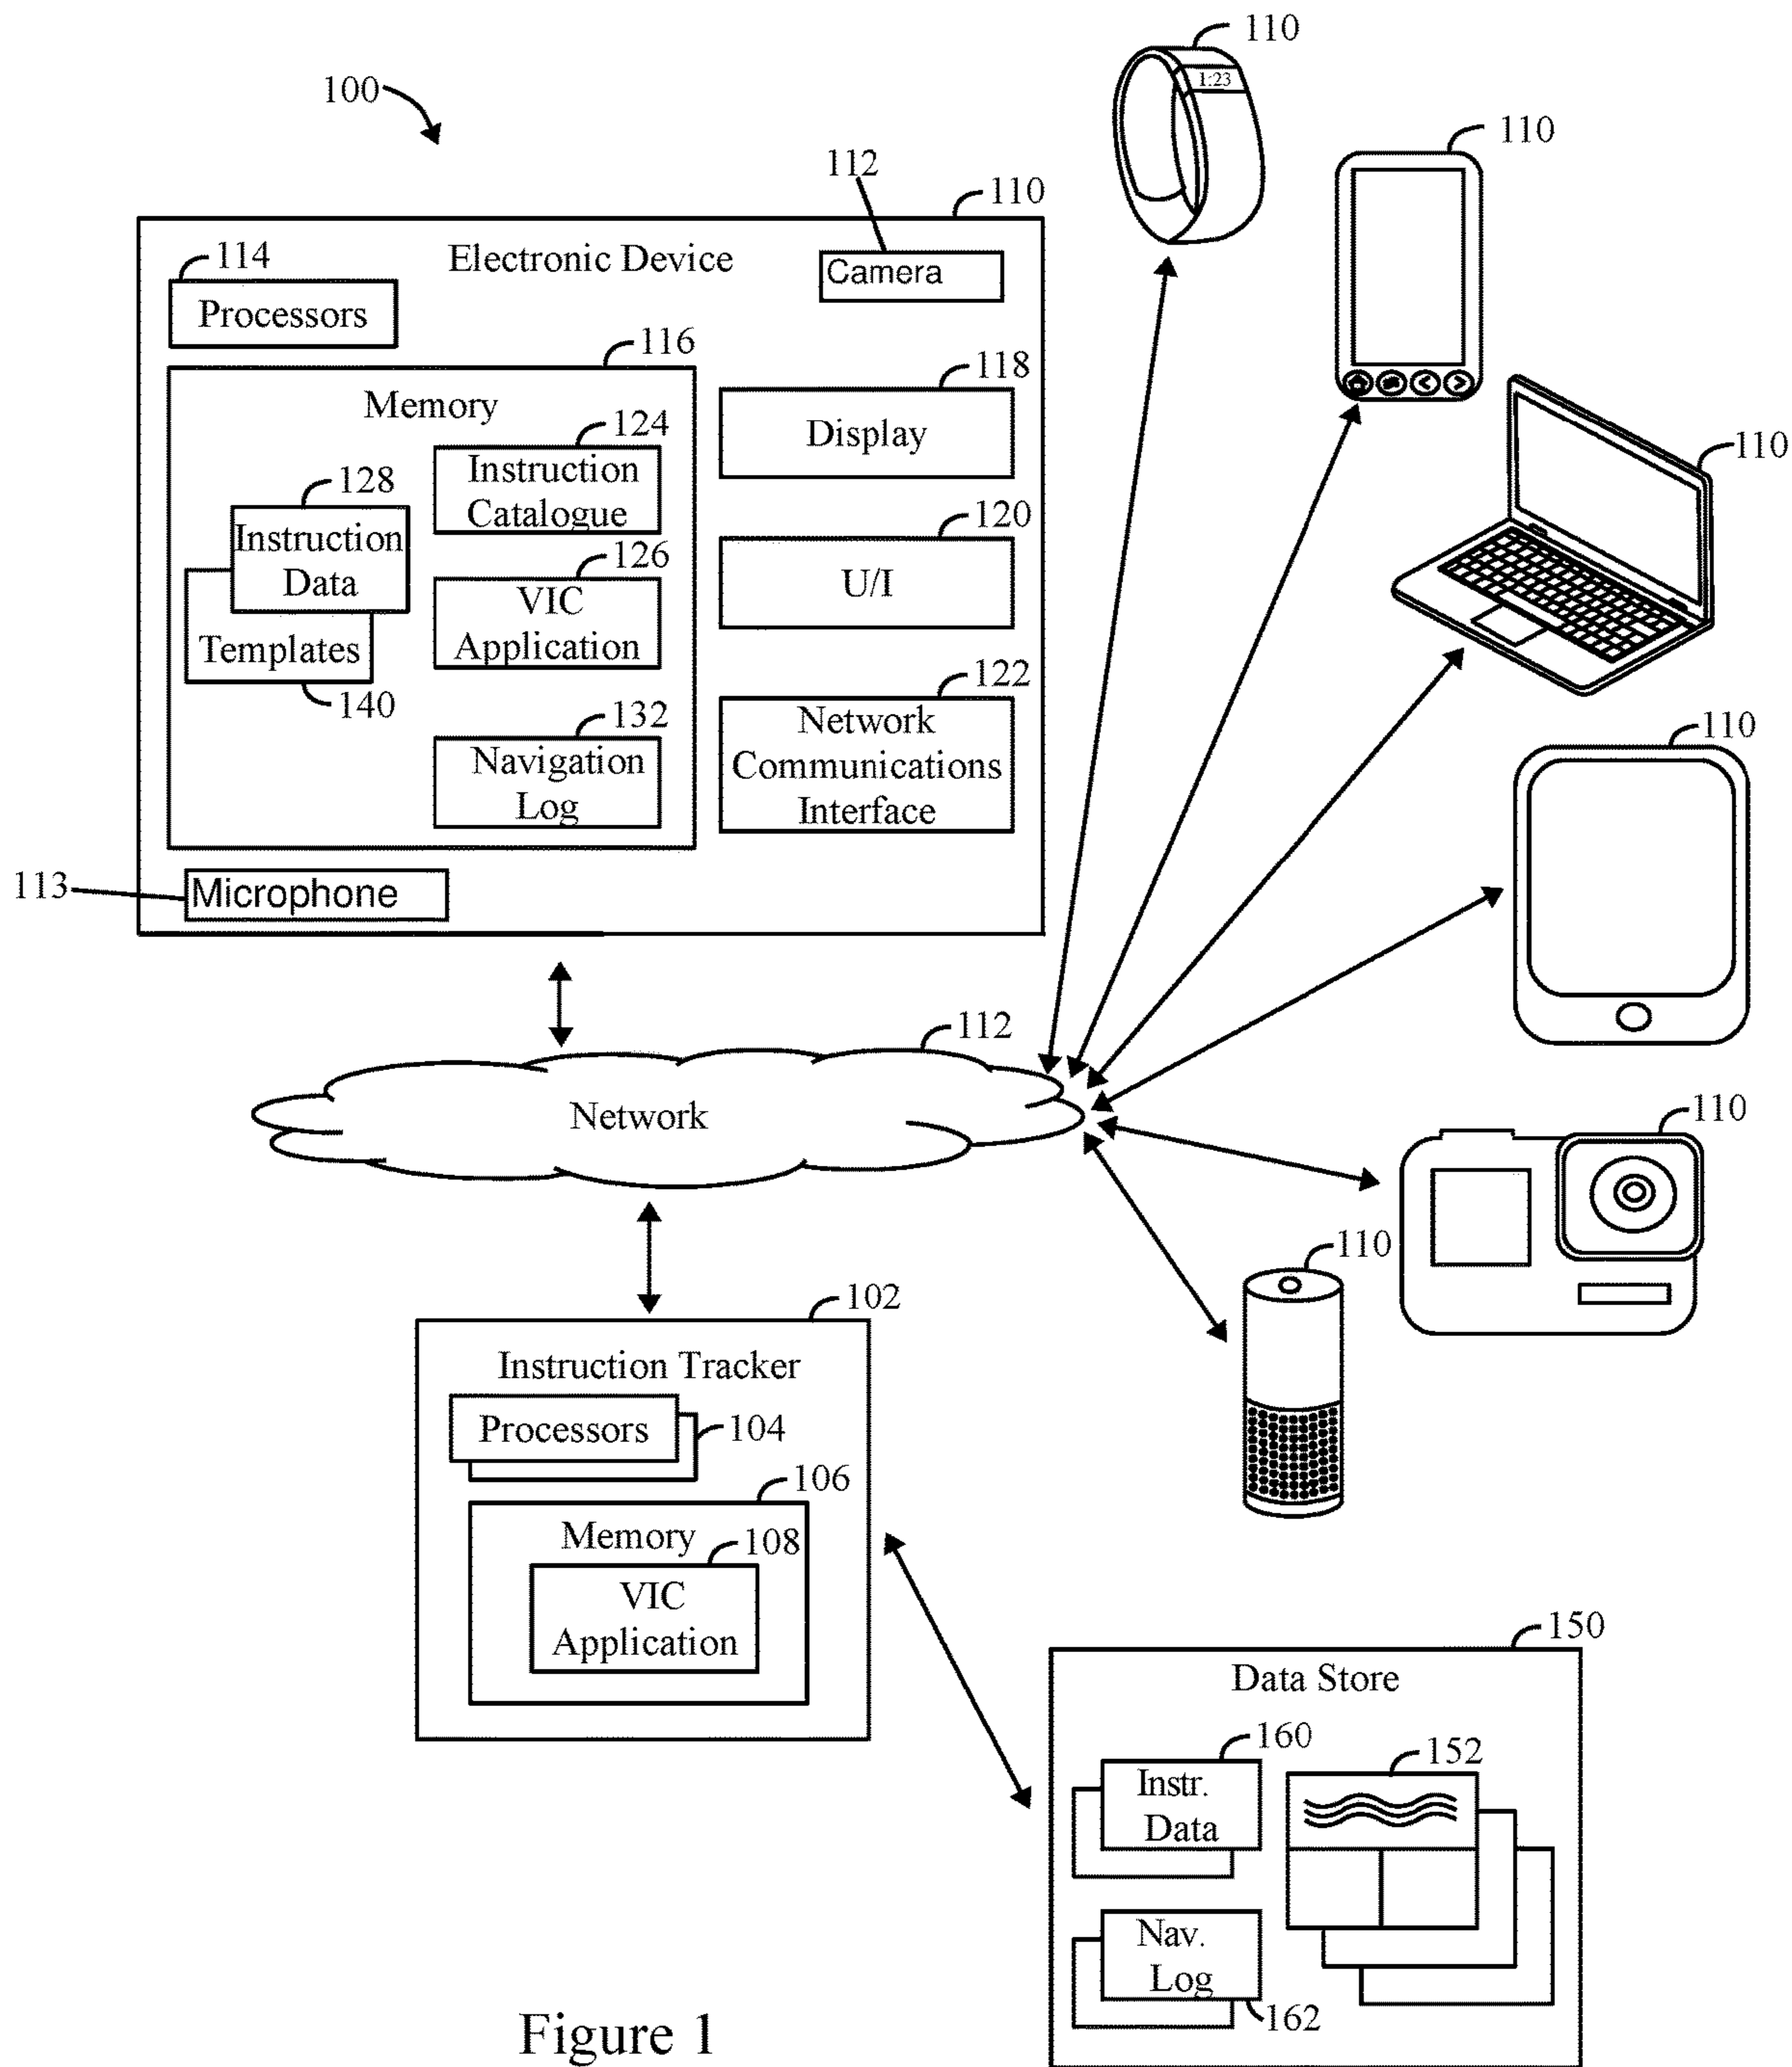 100
110
1:23
110
112
110
Electronic Device
Camera
114
Processors
116
Memory
118
Display
124
Instruction
Catalogue
110
128
Instruction
Data
120
U/I
126
VIC
Application
Templates
140
122
Network
Communications
Interface
132
Navigation
Log
110
113
Microphone
112
Network
110
110
102
Instruction Tracker
Processors
104
106
Memory
108
VIC
Application
150
Data Store
160
Instr.
Data
152
Nav.
Log
162
Figure 1